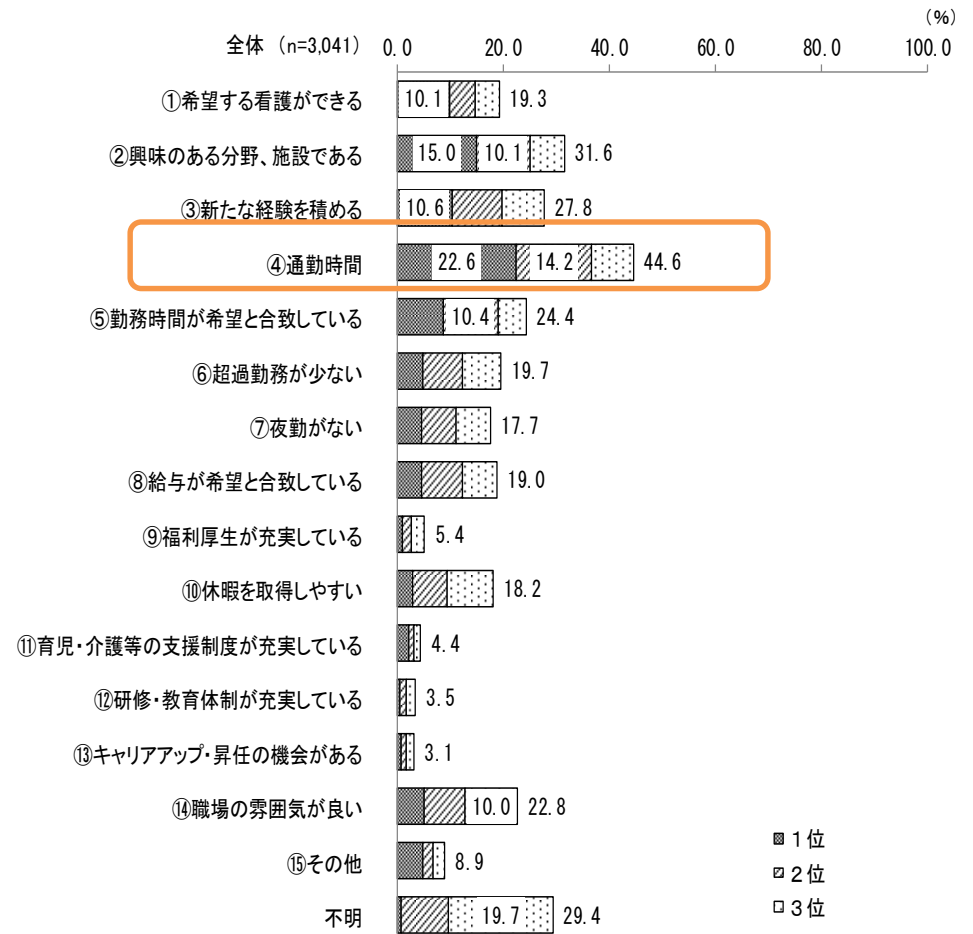 (%)
全体 (n=3,041) 0.0 20.0 40.0 60.0 80.0 100.0
①希望する看護ができる 10.1 19.3
②興味のある分野、施設である 15.0 10.1 31.6
③新たな経験を積める 10.6 27.8
④通勤時間 22.6 14.2 44.6
⑤勤務時間が希望と合致している 10.4 24.4
⑥超過勤務が少ない 19.7
⑦夜勤がない 17.7
⑧給与が希望と合致している 19.0
⑨福利厚生が充実している 5.4
⑩休暇を取得しやすい 18.2
⑪育児・介護等の支援制度が充実している 4.4
⑫研修・教育体制が充実している 3.5
⑬キャリアアップ・昇任の機会がある 3.1
⑭職場の雰囲気が良い 10.0 22.8
⑮その他 8.9
不明 19.7 29.4
1位
2位
3位